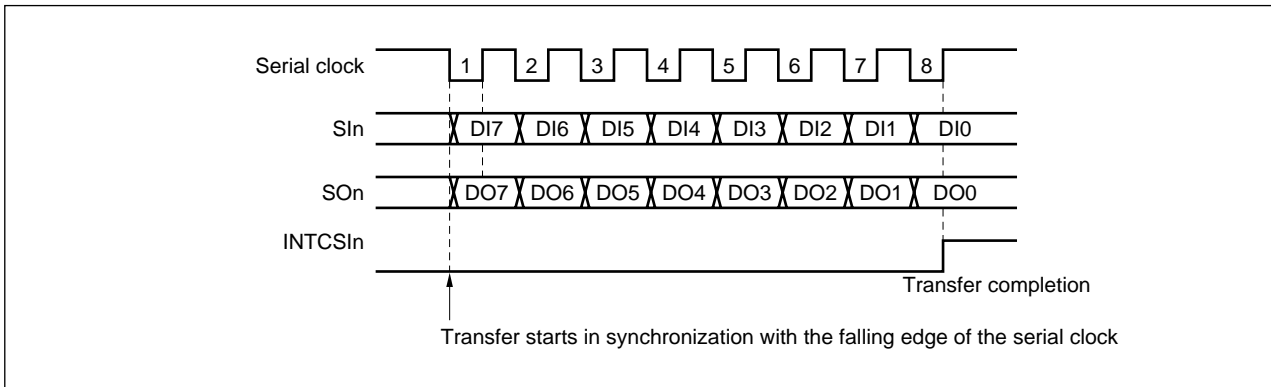 Serial clock
1 2 3 4 5 6 7 8
SIn
DI7 DI6 DI5 DI4 DI3 DI2 DI1 DI0
SOn
DO7 DO6 DO5 DO4 DO3 DO2 DO1 DO0
INTCSIn
Transfer completion
Transfer starts in synchronization with the falling edge of the serial clock